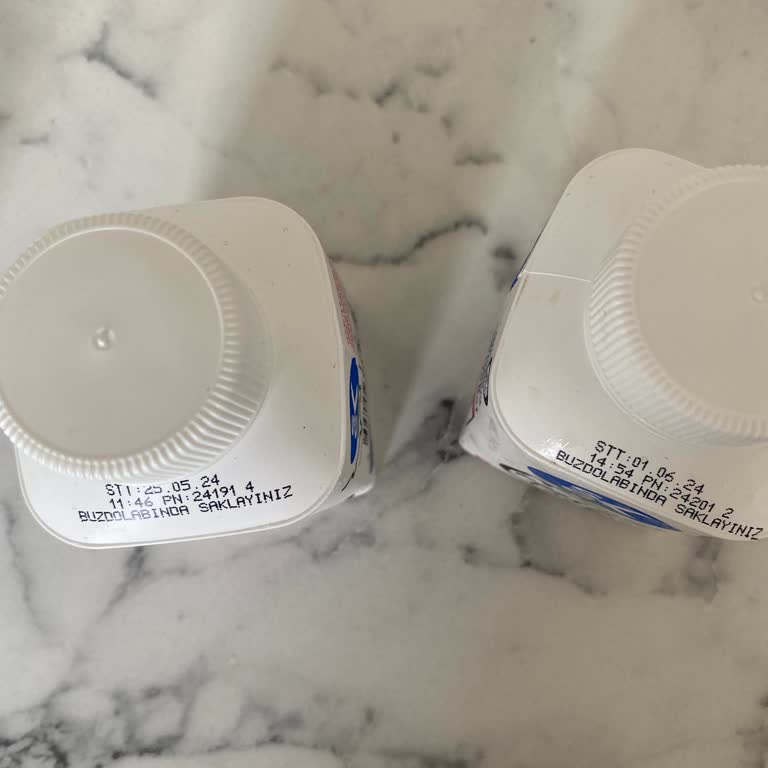 STT:25.05.24
11:46 PN:24191 4
BUZDOLABINDA SAKLAYINIZ
STT:01.06.24
14:54 PN:24201 2
BUZDOLABINDA SAKLAYINIZ